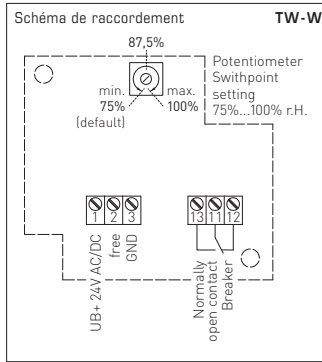 Schéma de raccordement TW-W
87,5%
min.
75%
(default)
max.
100%
Potentiometer
Swithpoint
setting
75%...100% r.H.
1 2 3
13 11 12
UB+ 24V AC/DC
free
GND
Normally
open contact
Breaker